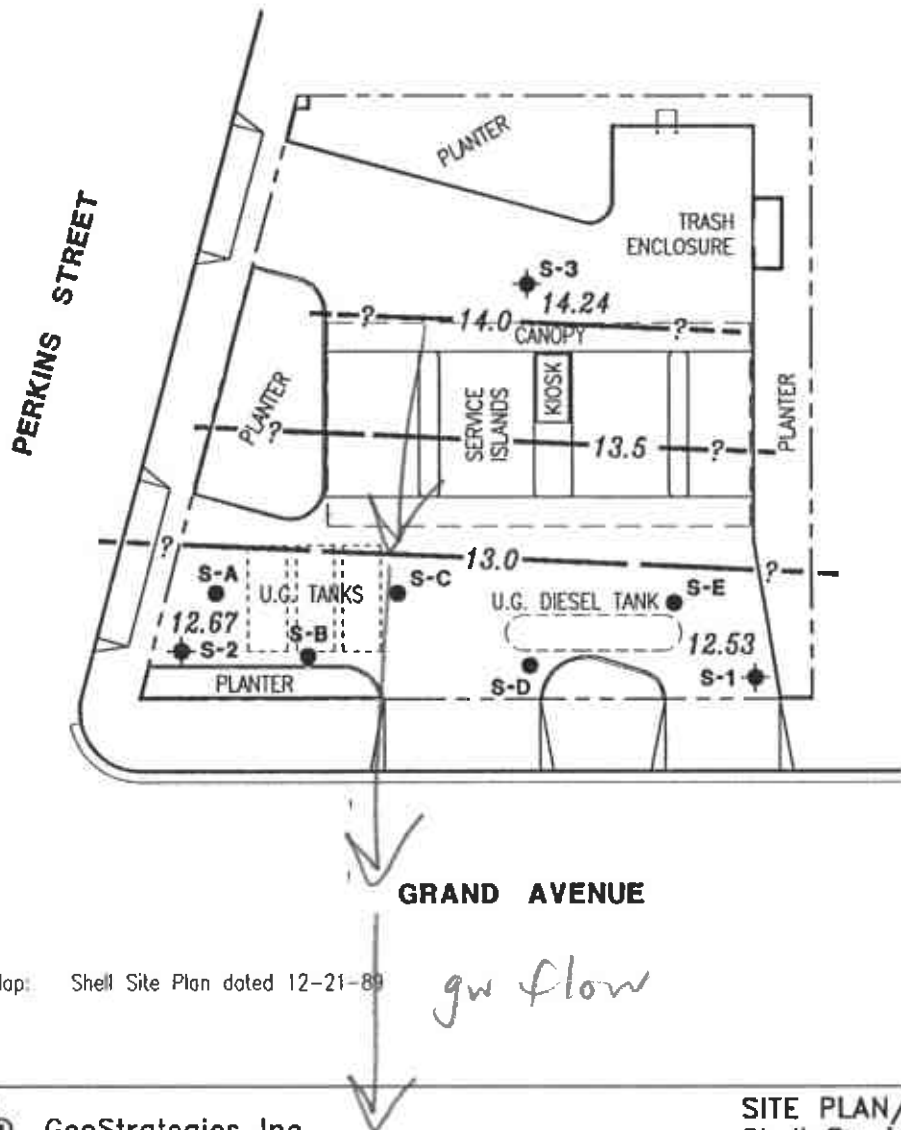 PLANTER
PERKINS STREET
TRASH
ENCLOSURE
S-3
14.24
? 14.0 ?
CANOPY
PLANTER
SERVICE
ISLANDS
KIOSK
PLANTER
? 13.5 ?
? 13.0 ?
S-A
U.G. TANKS
S-C
U.G. DIESEL TANK
S-E
12.67
S-B
12.53
S-2
S-D
S-1
PLANTER
GRAND AVENUE
Map: Shell Site Plan dated 12-21-89
gw flow
GeoStrategies Inc.
SITE PLAN/